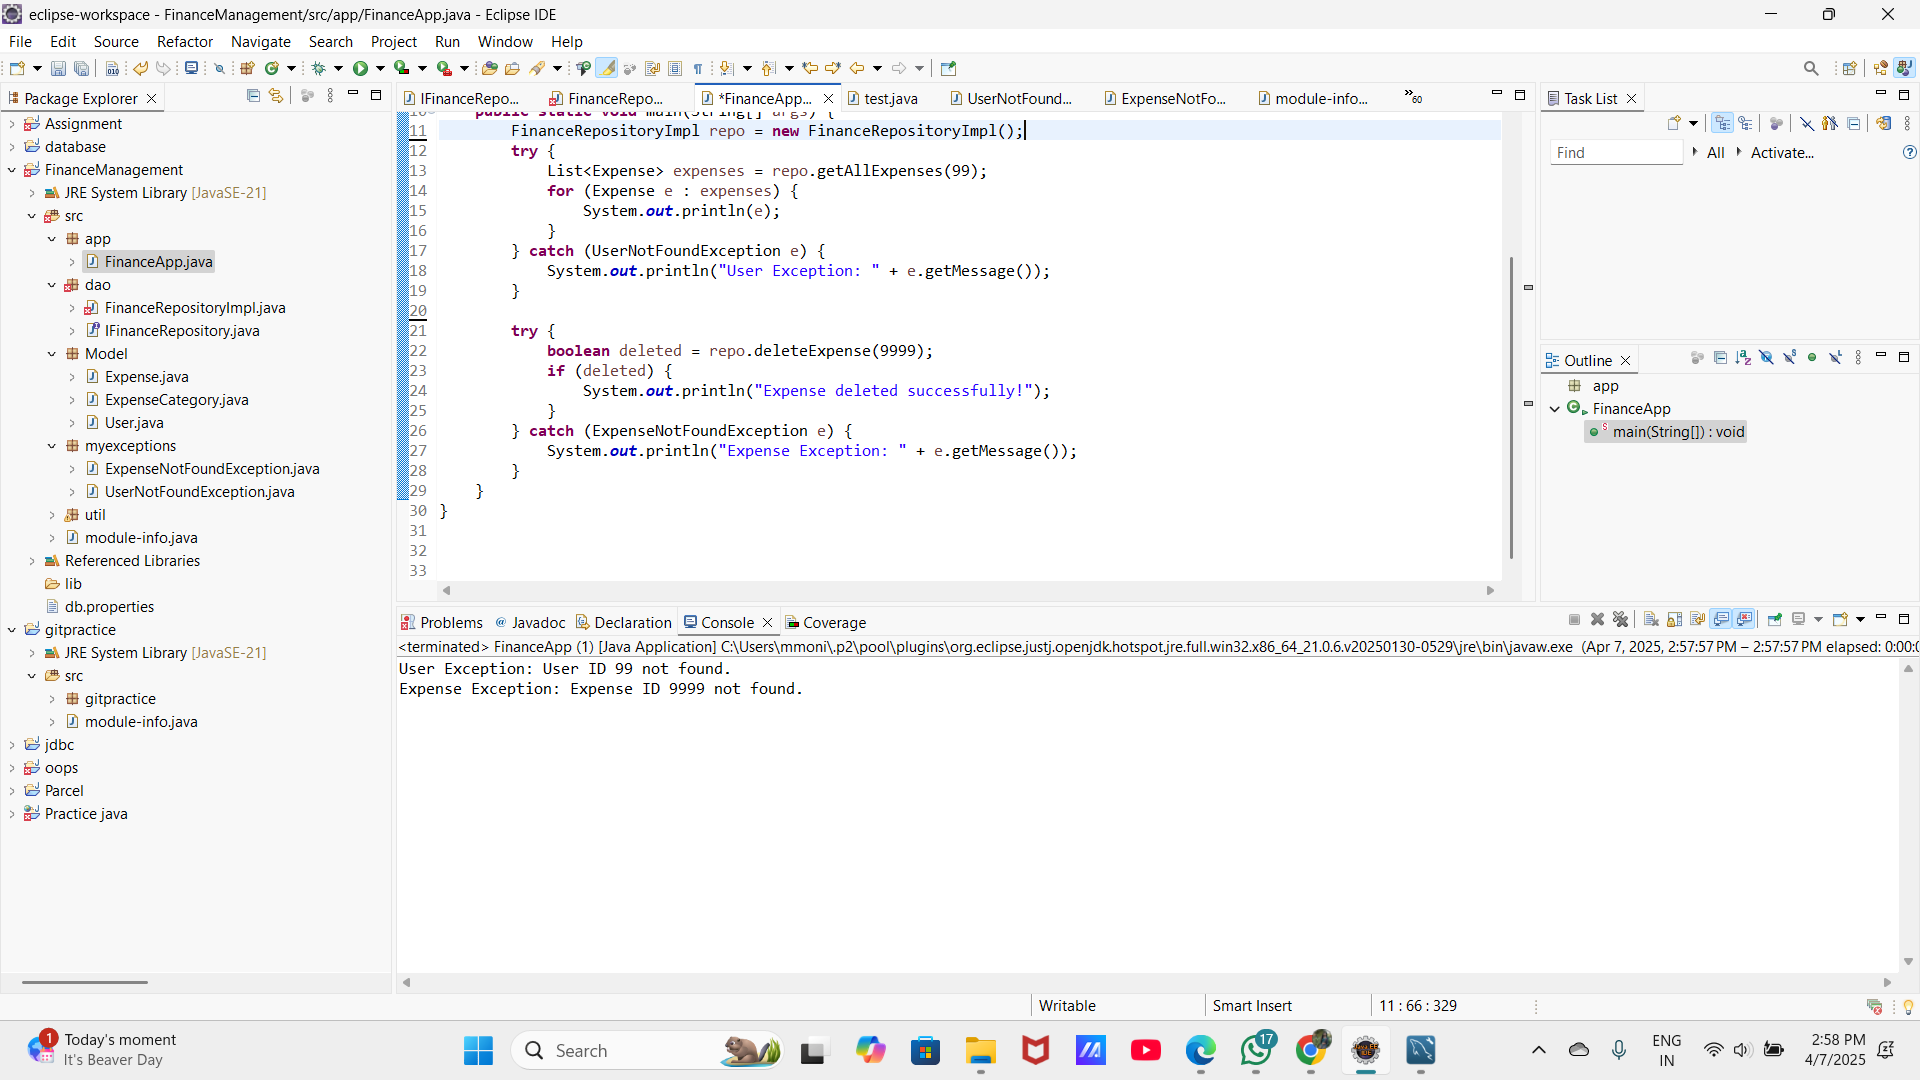 eclipse-workspace - FinanceManagement/src/app/FinanceApp.java - Eclipse IDE
File Edit Source Refactor Navigate Search Project Run Window Help
Package Explorer
Assignment
database
FinanceManagement
JRE System Library [JavaSE-21]
src
app
FinanceApp.java
dao
FinanceRepositoryImpl.java
IFinanceRepository.java
Model
Expense.java
ExpenseCategory.java
User.java
myexceptions
ExpenseNotFoundException.java
UserNotFoundException.java
util
module-info.java
Referenced Libraries
lib
db.properties
gitpractice
JRE System Library [JavaSE-21]
src
gitpractice
module-info.java
jdbc
oops
Parcel
Practice java
IFinanceRepo... FinanceRepo... *FinanceApp... test.java UserNotFound... ExpenseNotFo... module-info... »60
10 public static void main(String[] args) {
11 FinanceRepositoryImpl repo = new FinanceRepositoryImpl();
12 try {
13 List<Expense> expenses = repo.getAllExpenses(99);
14 for (Expense e : expenses) {
15 System.out.println(e);
16 }
17 } catch (UserNotFoundException e) {
18 System.out.println("User Exception: " + e.getMessage());
19 }
20
21 try {
22 boolean deleted = repo.deleteExpense(9999);
23 if (deleted) {
24 System.out.println("Expense deleted successfully!");
25 }
26 } catch (ExpenseNotFoundException e) {
27 System.out.println("Expense Exception: " + e.getMessage());
28 }
29 }
30 }
31
32
33
Task List
Find All Activate...
Outline
app
FinanceApp
main(String[]) : void
Problems Javadoc Declaration Console Coverage
<terminated> FinanceApp (1) [Java Application] C:\Users\mmoni\.p2\pool\plugins\org.eclipse.justj.openjdk.hotspot.jre.full.win32.x86_64_21.0.6.v20250130-0529\jre\bin\javaw.exe (Apr 7, 2025, 2:57:57 PM – 2:57:57 PM elapsed: 0:00:0
User Exception: User ID 99 not found.
Expense Exception: Expense ID 9999 not found.
Writable Smart Insert 11 : 66 : 329
1
Today's moment
It's Beaver Day
Search
17
ENG
IN
2:58 PM
4/7/2025